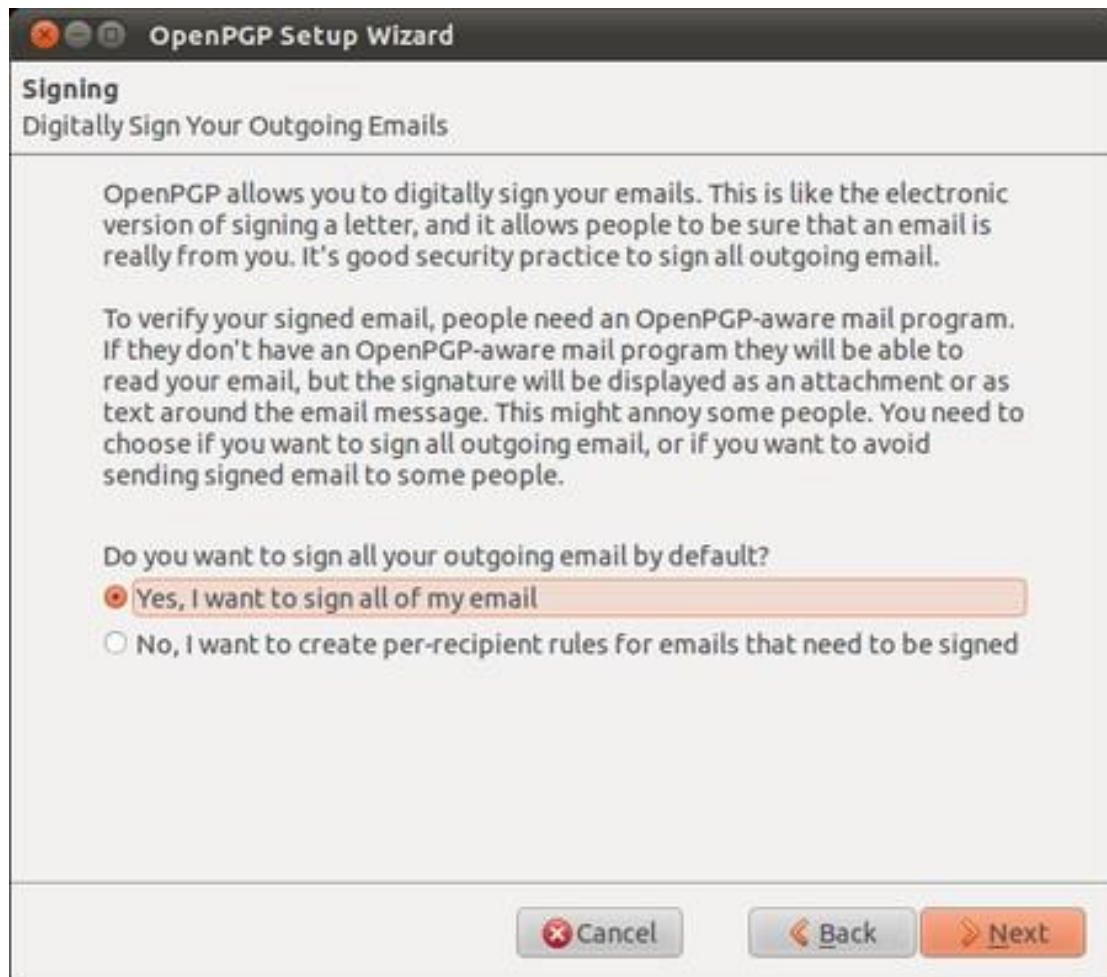 OpenPGP Setup Wizard
Signing
Digitally Sign Your Outgoing Emails
OpenPGP allows you to digitally sign your emails. This is like the electronic
version of signing a letter, and it allows people to be sure that an email is
really from you. It's good security practice to sign all outgoing email.
To verify your signed email, people need an OpenPGP-aware mail program.
If they don't have an OpenPGP-aware mail program they will be able to
read your email, but the signature will be displayed as an attachment or as
text around the email message. This might annoy some people. You need to
choose if you want to sign all outgoing email, or if you want to avoid
sending signed email to some people.
Do you want to sign all your outgoing email by default?
Yes, I want to sign all of my email
No, I want to create per-recipient rules for emails that need to be signed
Cancel Back Next